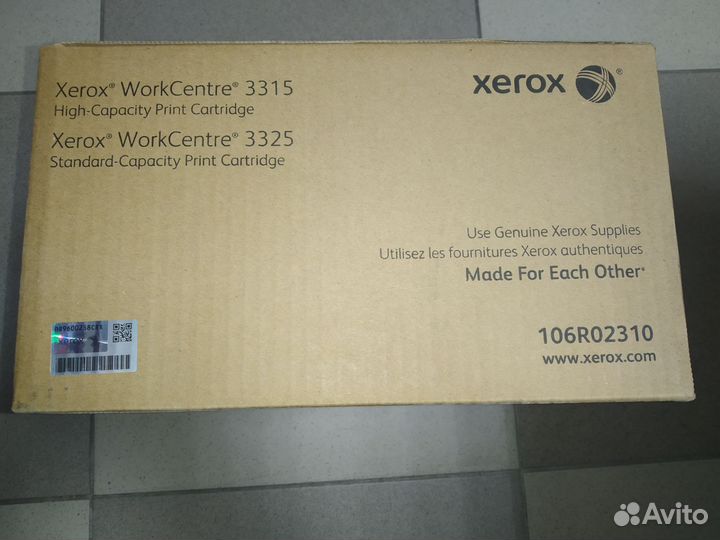 Xerox® WorkCentre® 3315
High-Capacity Print Cartridge
Xerox® WorkCentre® 3325
Standard-Capacity Print Cartridge
xerox ®
Use Genuine Xerox Supplies
Utilisez les fournitures Xerox authentiques
Made For Each Other®
106R02310
www.xerox.com
xerox
Avito